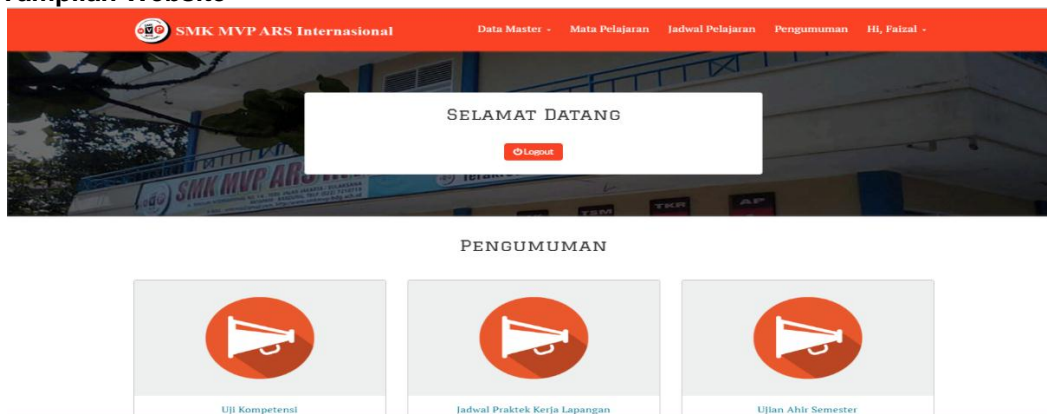 Tampilan Website
SMK MVP ARS Internasional
Data Master
Mata Pelajaran
Jadwal Pelajaran
Pengumuman
Hi, Faizal
SELAMAT DATANG
Logout
SMK MVP ARS
TSM
TKR
AP
PENGUMUMAN
Uji Kompetensi
Jadwal Praktek Kerja Lapangan
Ujian Ahir Semester